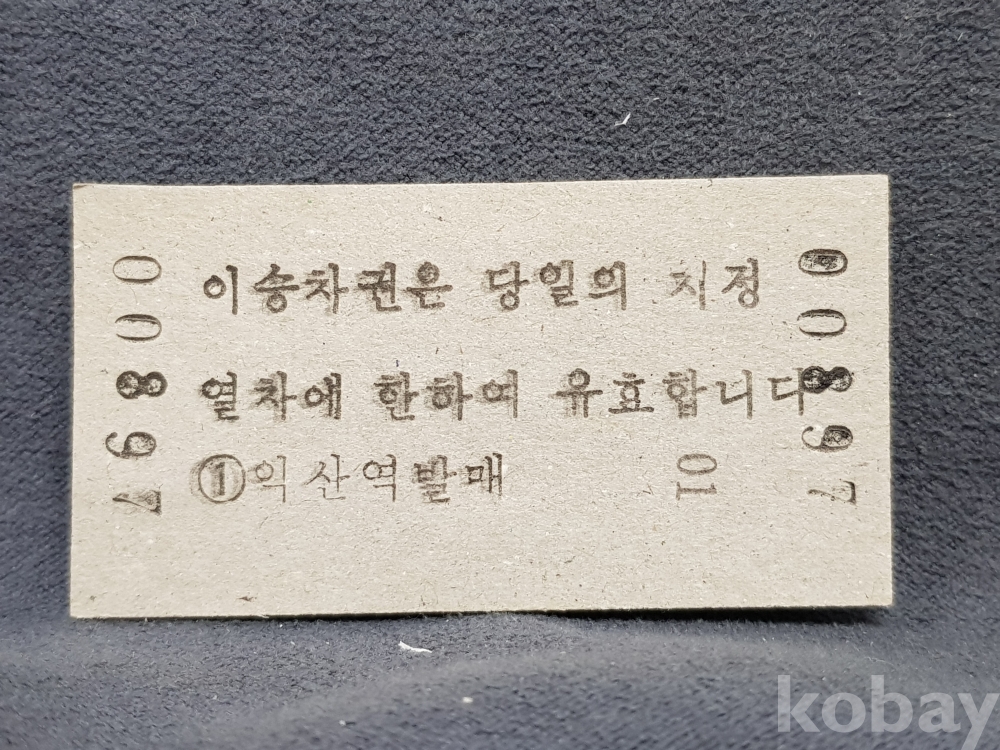 이승차권은 당일의 지정
열차에 한하여 유효합니다
①익산역발매 01
00897
00897
kobay